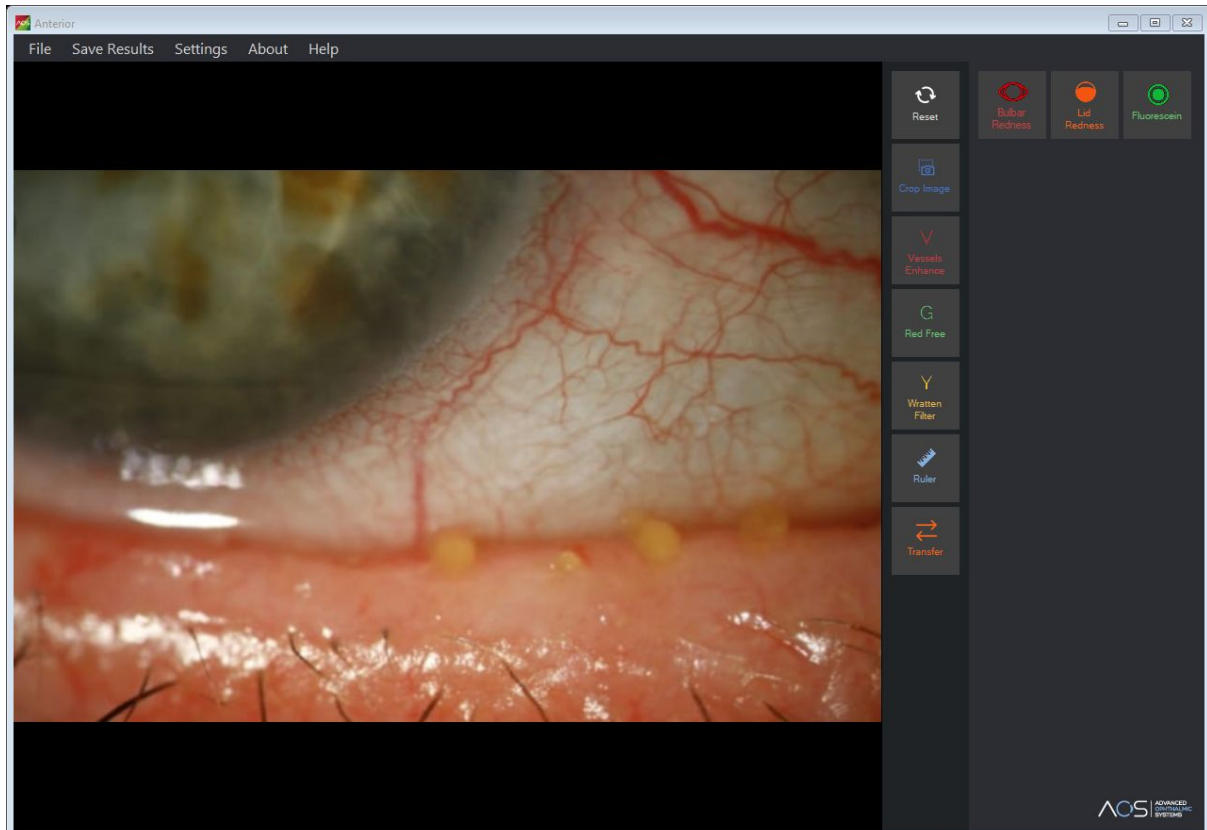 AOS Anterior
File Save Results Settings About Help
Reset
Crop Image
V
Vessels
Enhance
G
Red Free
Y
Wratten
Filter
Ruler
Transfer
Bulbar
Redness
Lid
Redness
Fluorescein
AOS
ADVANCED
OPHTHALMIC
SYSTEMS